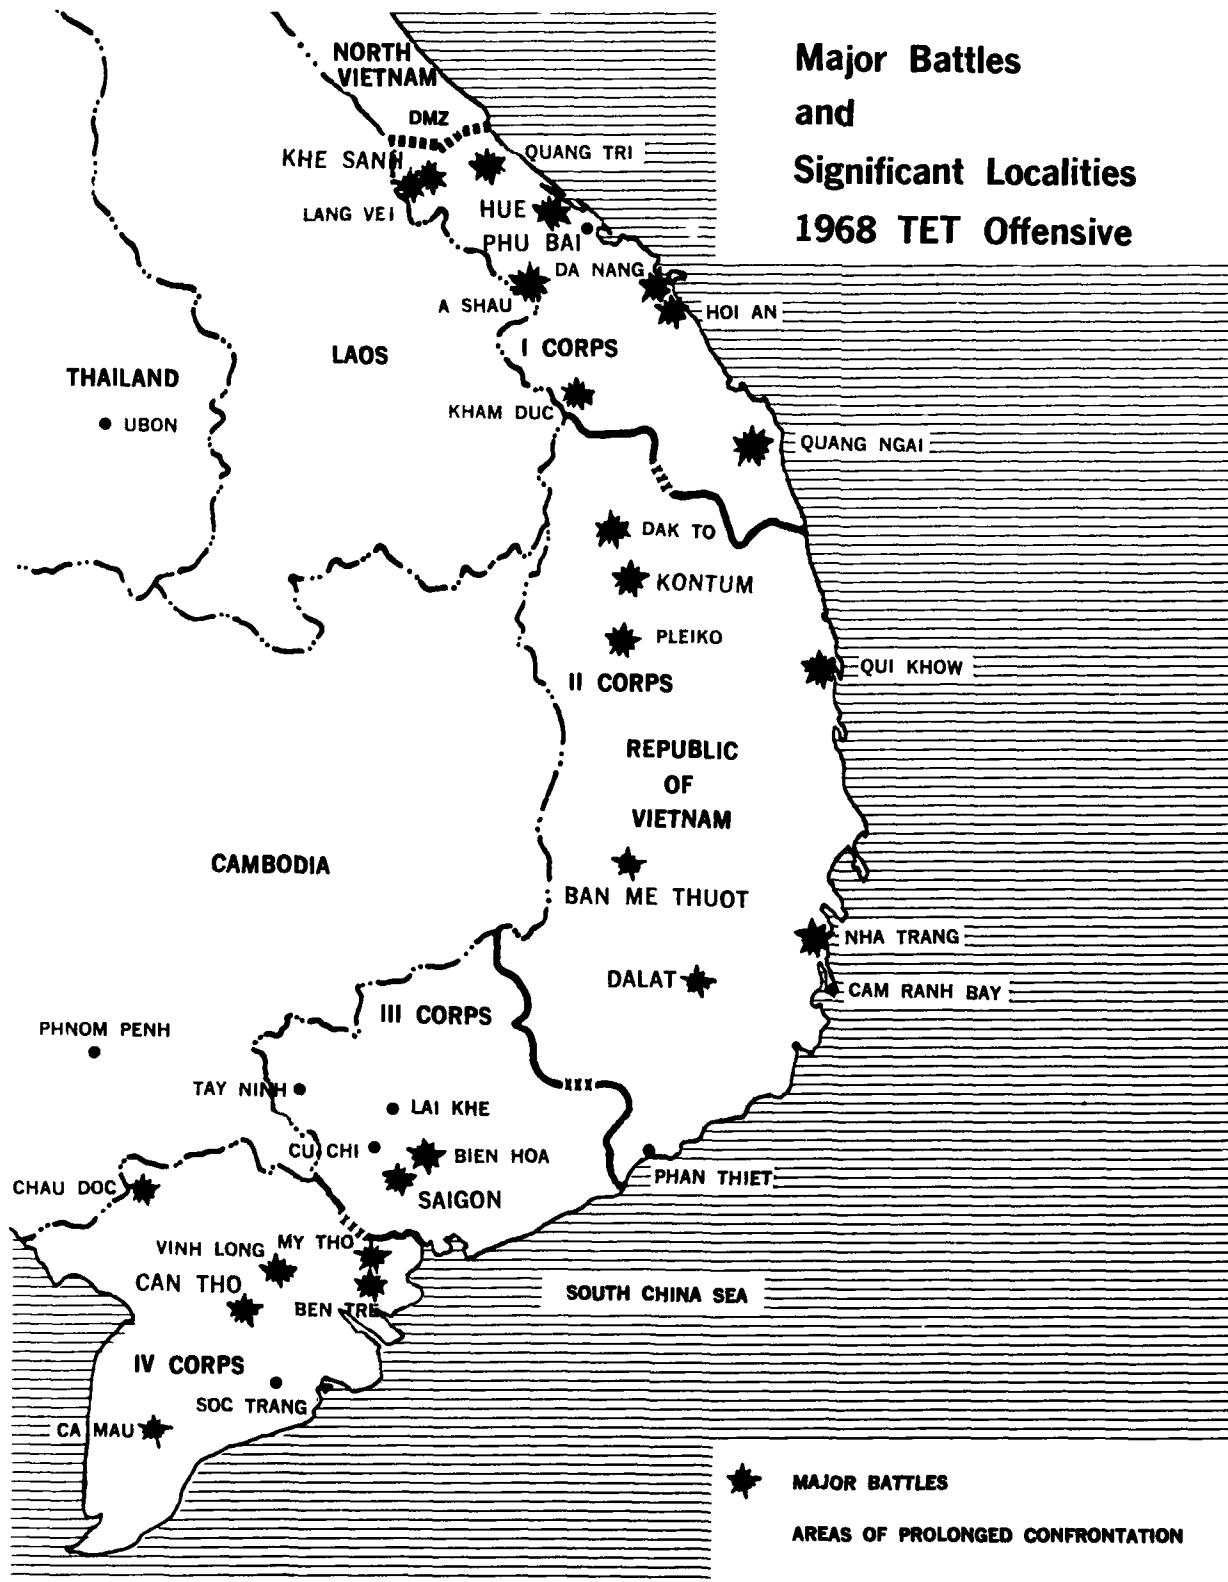 Major Battles
and
Significant Localities
1968 TET Offensive
NORTH
VIETNAM
DMZ
KHE SANH
QUANG TRI
LANG VEI
HUE
PHU BAI
DA NANG
A SHAU
HOI AN
I CORPS
LAOS
THAILAND
UBON
KHAM DUC
QUANG NGAI
XXX
DAK TO
KONTUM
PLEIKO
QUI KHOW
II CORPS
REPUBLIC
OF
VIETNAM
CAMBODIA
BAN ME THUOT
NHA TRANG
DALAT
CAM RANH BAY
III CORPS
PHNOM PENH
XXX
TAY NINH
LAI KHE
CU CHI
BIEN HOA
PHAN THIET
CHAU DOC
SAIGON
XXX
VINH LONG
MY THO
CAN THO
BEN TRE
SOUTH CHINA SEA
IV CORPS
SOC TRANG
CA MAU
MAJOR BATTLES
AREAS OF PROLONGED CONFRONTATION